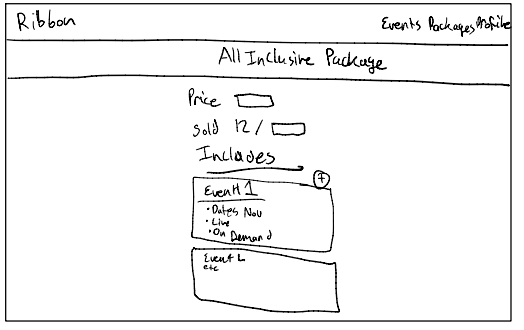 Ribbon
Events Packages Profile
All Inclusive Package
Price
Sold 12 /
Includes
+
Event 1
• Dates Nov
• Live
• On Demand
Event 2
etc